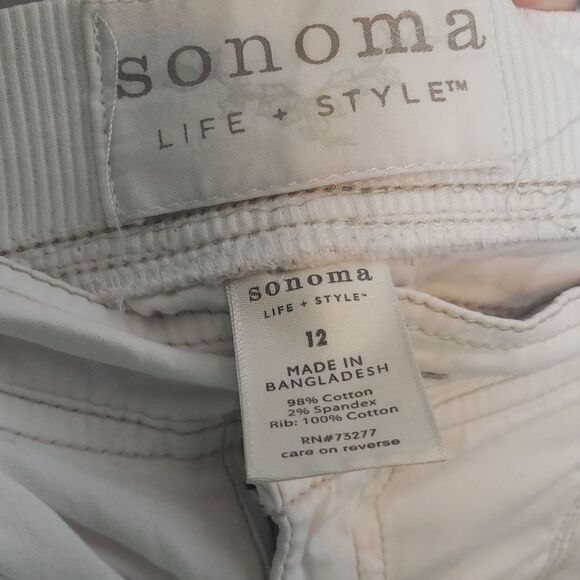 sonoma
LIFE + STYLE™
sonoma
LIFE + STYLE™
12
MADE IN
BANGLADESH
98% Cotton
2% Spandex
Rib: 100% Cotton
RN#73277
care on reverse